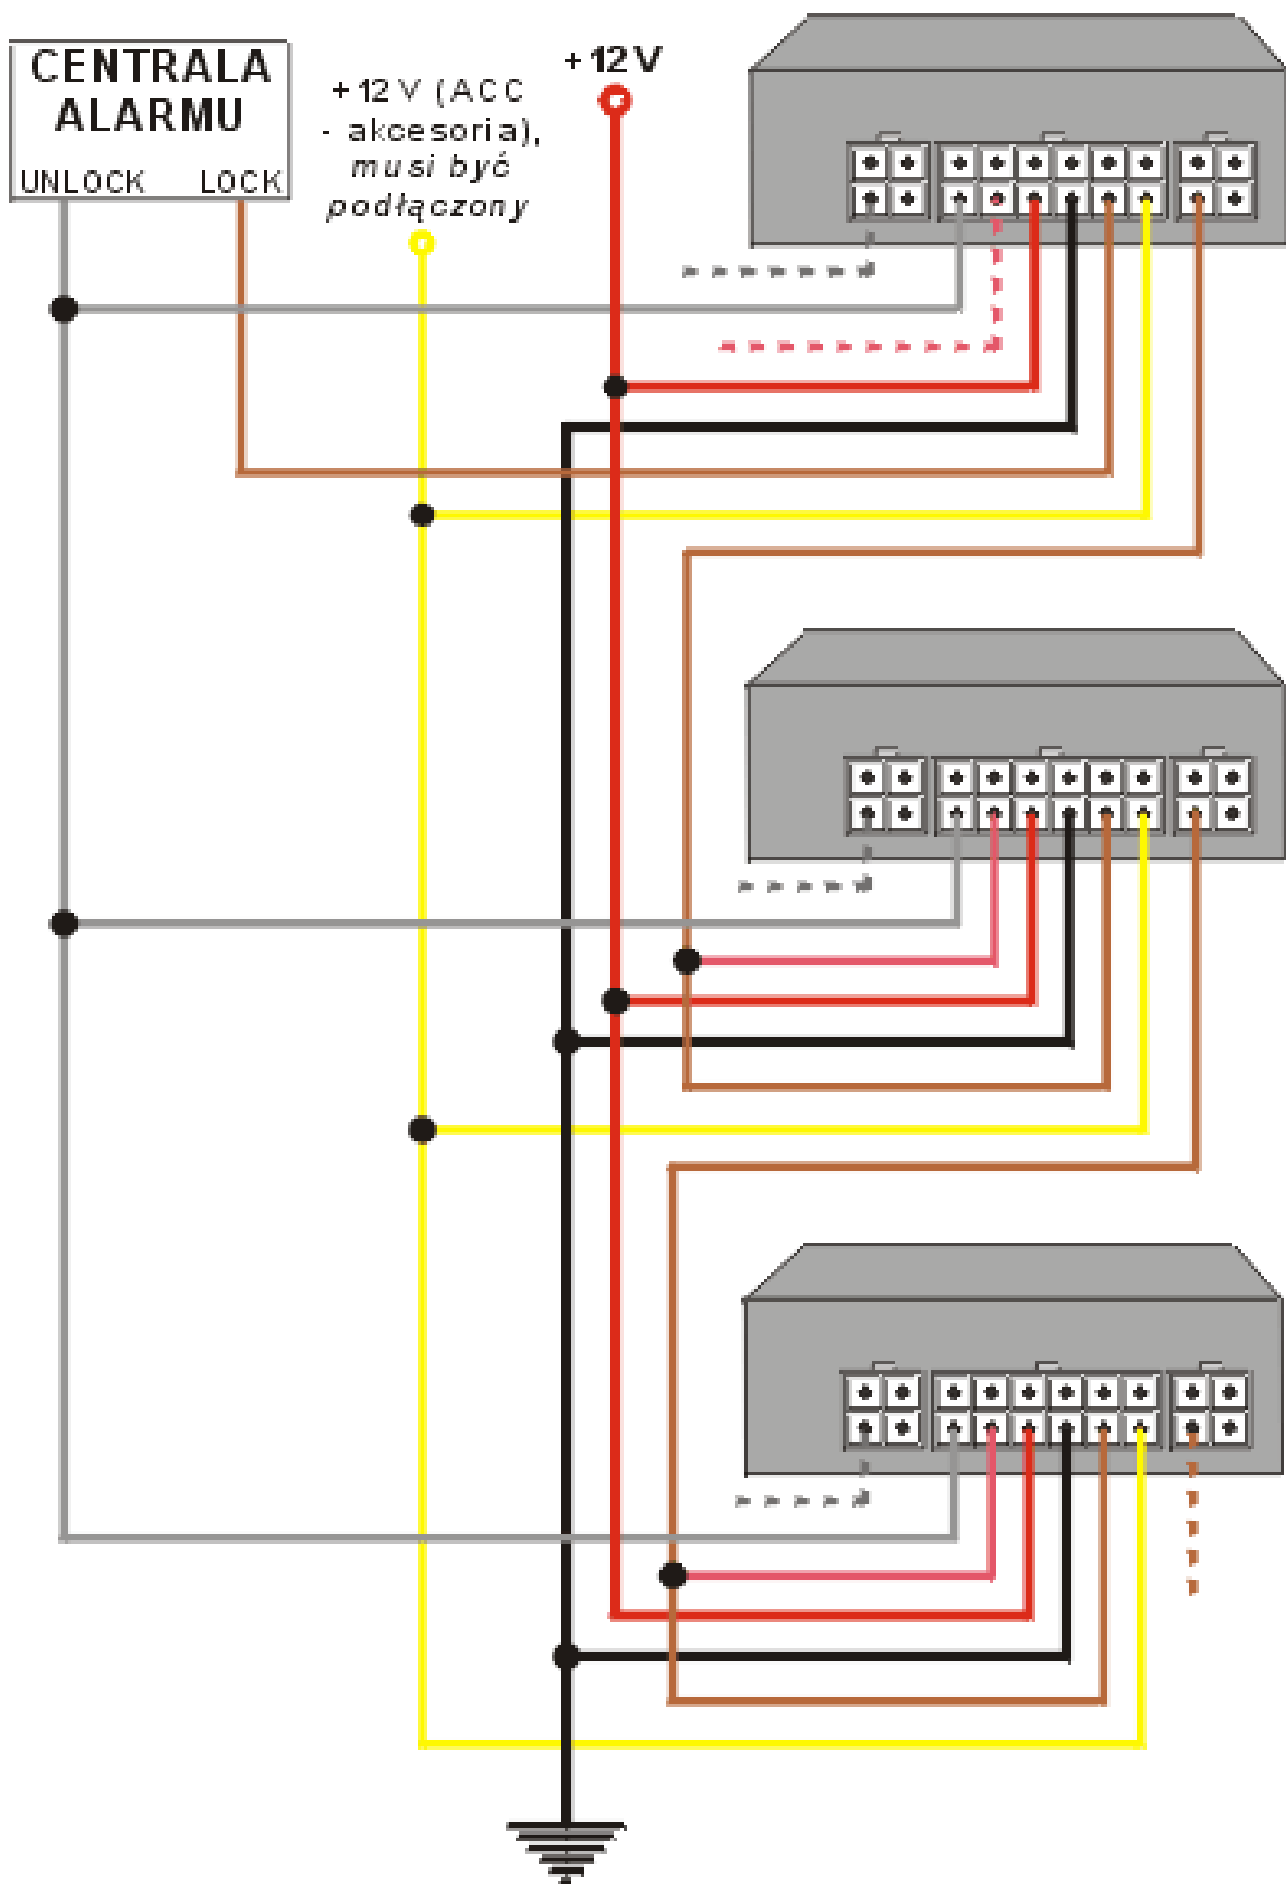 CENTRALA
ALARMU
UNLOCK LOCK
+12V (ACC
- akcesoria),
musi być
podłączony
+12V